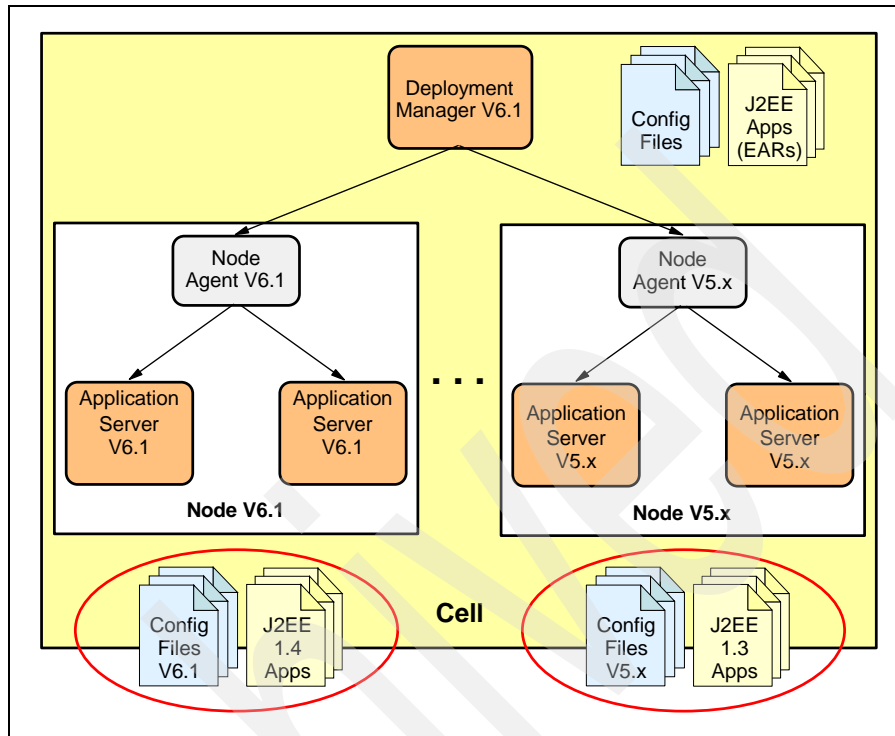 Deployment
Manager V6.1
Config
Files
J2EE
Apps
(EARs)
Node
Agent V6.1
Node
Agent V5.x
Application
Server
V6.1
Application
Server
V6.1
. . .
Application
Server
V5.x
Application
Server
V5.x
Node V6.1
Node V5.x
Config
Files
V6.1
J2EE
1.4
Apps
Cell
Config
Files
V5.x
J2EE
1.3
Apps